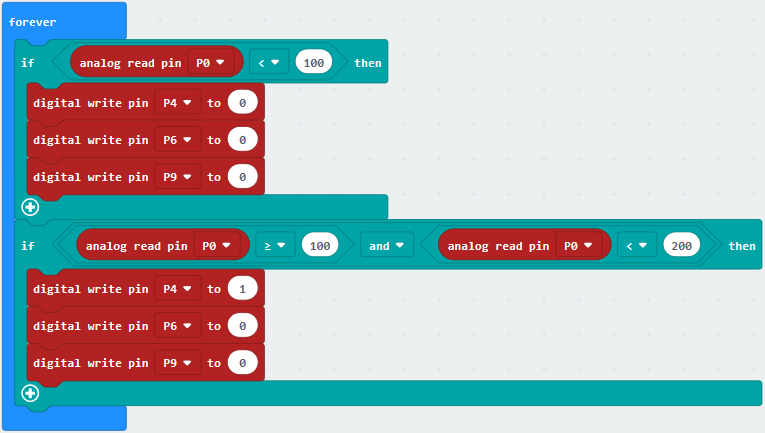 forever
if analog read pin P0 < 100 then
digital write pin P4 to 0
digital write pin P6 to 0
digital write pin P9 to 0
if analog read pin P0 ≥ 100 and analog read pin P0 < 200 then
digital write pin P4 to 1
digital write pin P6 to 0
digital write pin P9 to 0